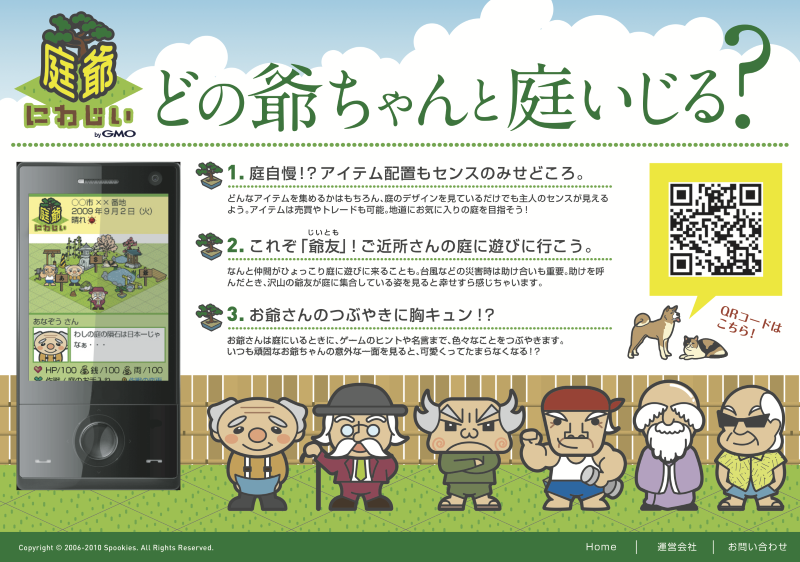 庭爺
にわじい
by GMO
どの爺ちゃんと庭いじる?
1. 庭自慢!?アイテム配置もセンスのみせどころ。
どんなアイテムを集めるかはもちろん、庭のデザインを見ているだけでも主人のセンスが見える
よう。アイテムは売買やトレードも可能。地道にお気に入りの庭を目指そう!
じいとも
2. これぞ「爺友」!ご近所さんの庭に遊びに行こう。
なんと仲間がひょっこり庭に遊びに来ることも。台風などの災害時は助け合いも重要。助けを呼
んだとき、沢山の爺友が庭に集合している姿を見ると幸せすら感じちゃいます。
3. お爺さんのつぶやきに胸キュン!?
お爺さんは庭にいるときに、ゲームのヒントや名言まで、色々なことをつぶやきます。
いつも頑固なお爺ちゃんの意外な一面を見ると、可愛くってたまらなくなる!?
QRコードは
こちら!
庭爺
にわじい
〇〇市××番地
2009年9月2日(火)
晴れ
あなぞう さん
わしの庭の隕石は日本一じゃ
なぁ・・・
HP/100 銭/100 両/100
Copyright © 2006-2010 Spookies. All Rights Reserved.
Home 運営会社 お問い合わせ